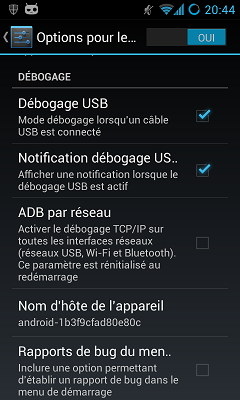 20:44
Options pour le...
OUI
DÉBOGAGE
Débogage USB
Mode débogage lorsqu'un câble
USB est connecté
Notification débogage US..
Afficher une notification lorsque le
débogage USB est actif
ADB par réseau
Activer le débogage TCP/IP sur
toutes les interfaces réseaux
(réseaux USB, Wi-Fi et Bluetooth).
Ce paramètre est rénitialisé au
redémarrage
Nom d'hôte de l'appareil
android-1b3f9cfad80e80c
Rapports de bug du men..
Inclure une option permettant
d'établir un rapport de bug dans le
menu de démarrage